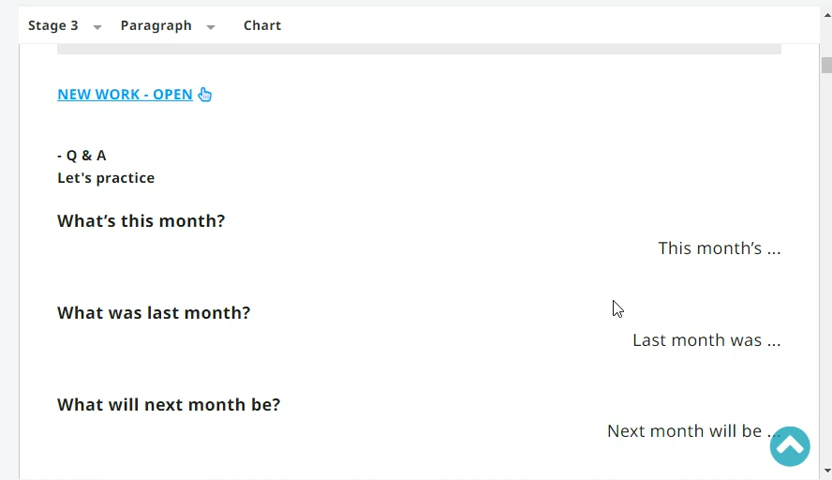 Stage 3 Paragraph Chart
NEW WORK - OPEN
- Q & A
Let's practice
What’s this month?
This month’s ...
What was last month?
Last month was ...
What will next month be?
Next month will be ...